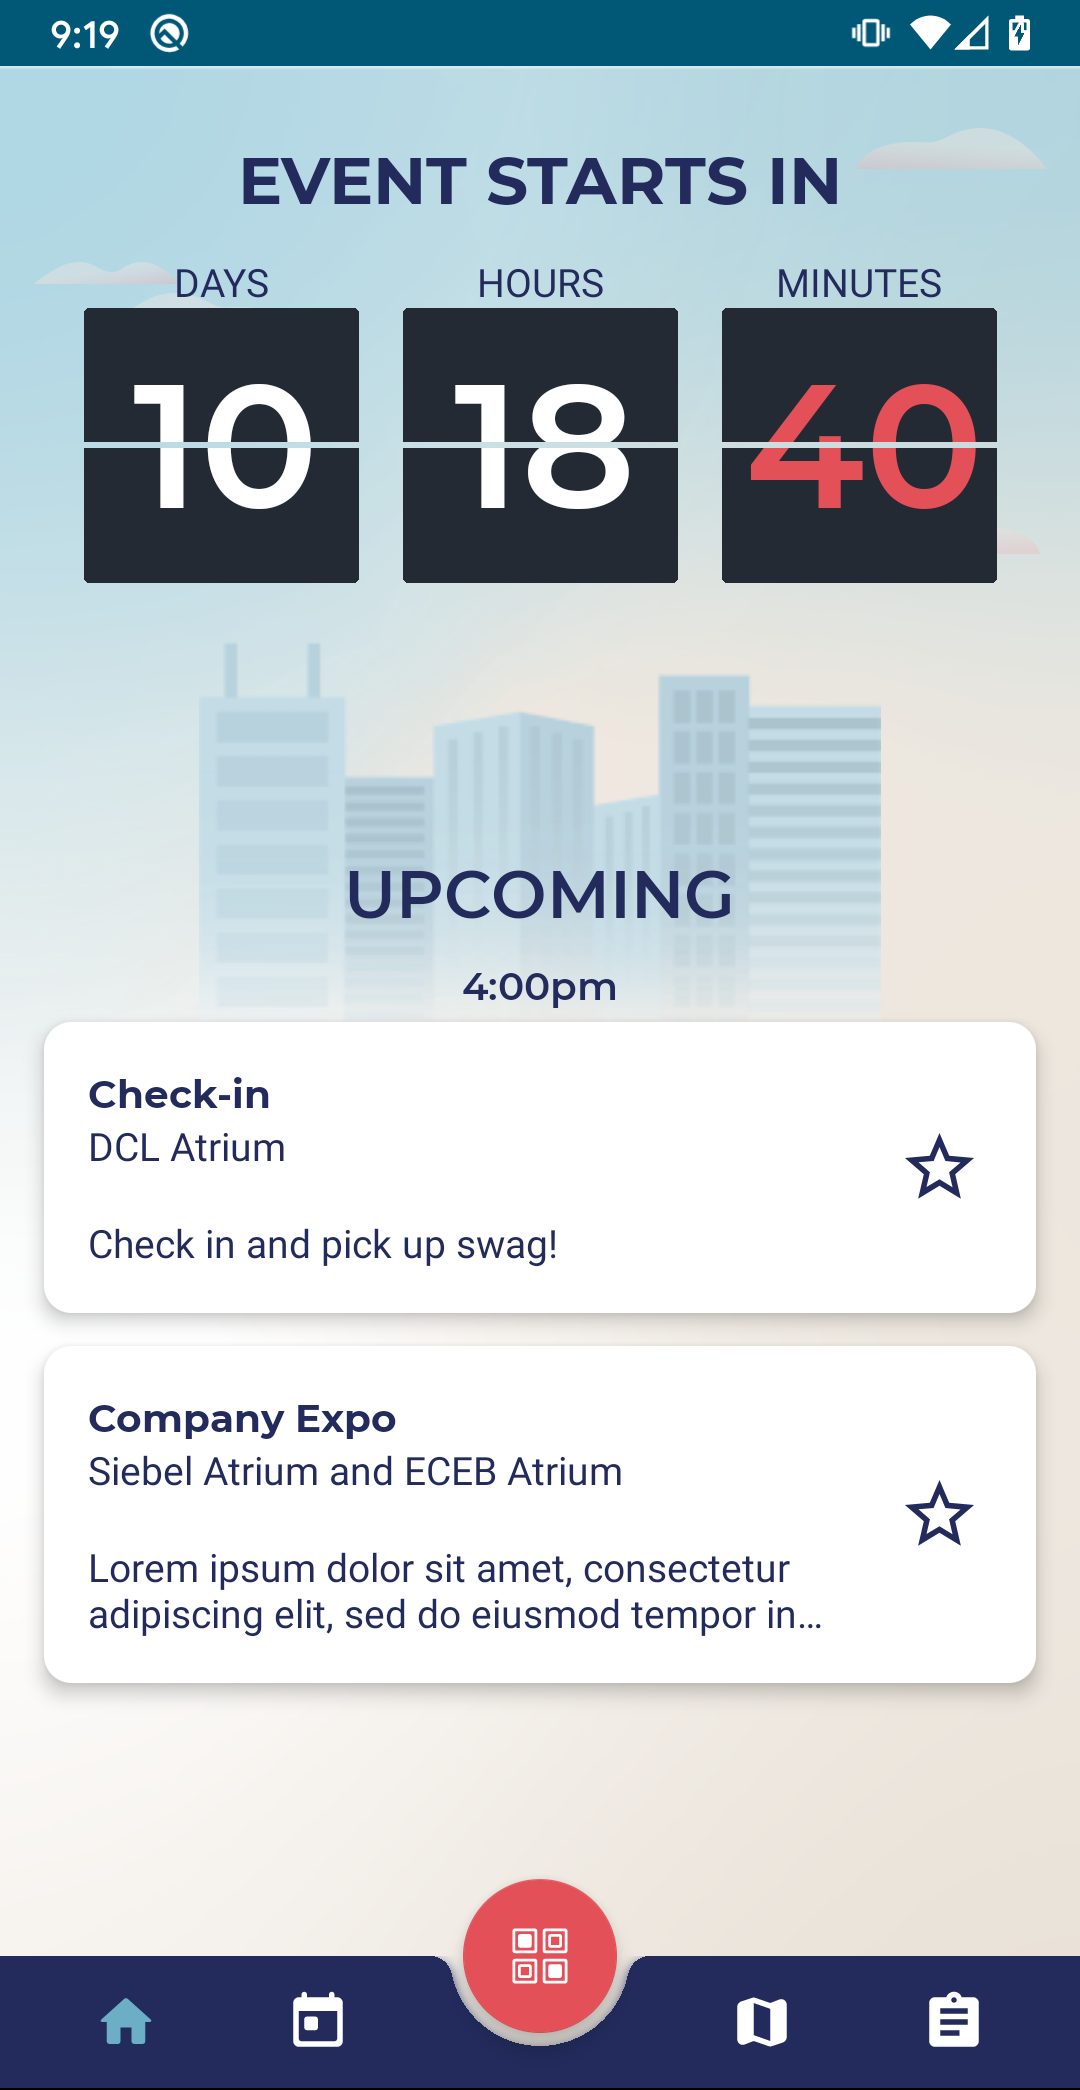 9:19
EVENT STARTS IN
DAYS HOURS MINUTES
10 18 40
UPCOMING
4:00pm
Check-in
DCL Atrium
Check in and pick up swag!
Company Expo
Siebel Atrium and ECEB Atrium
Lorem ipsum dolor sit amet, consectetur
adipiscing elit, sed do eiusmod tempor in...